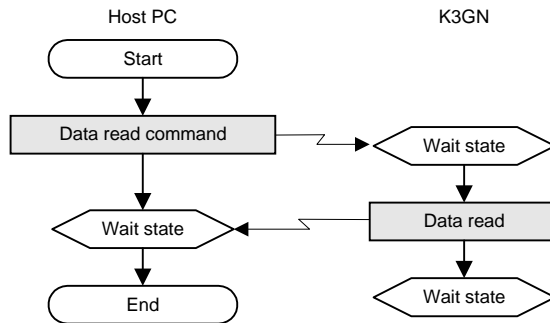 Host PC
K3GN
Start
Data read command
Wait state
Wait state
Data read
End
Wait state